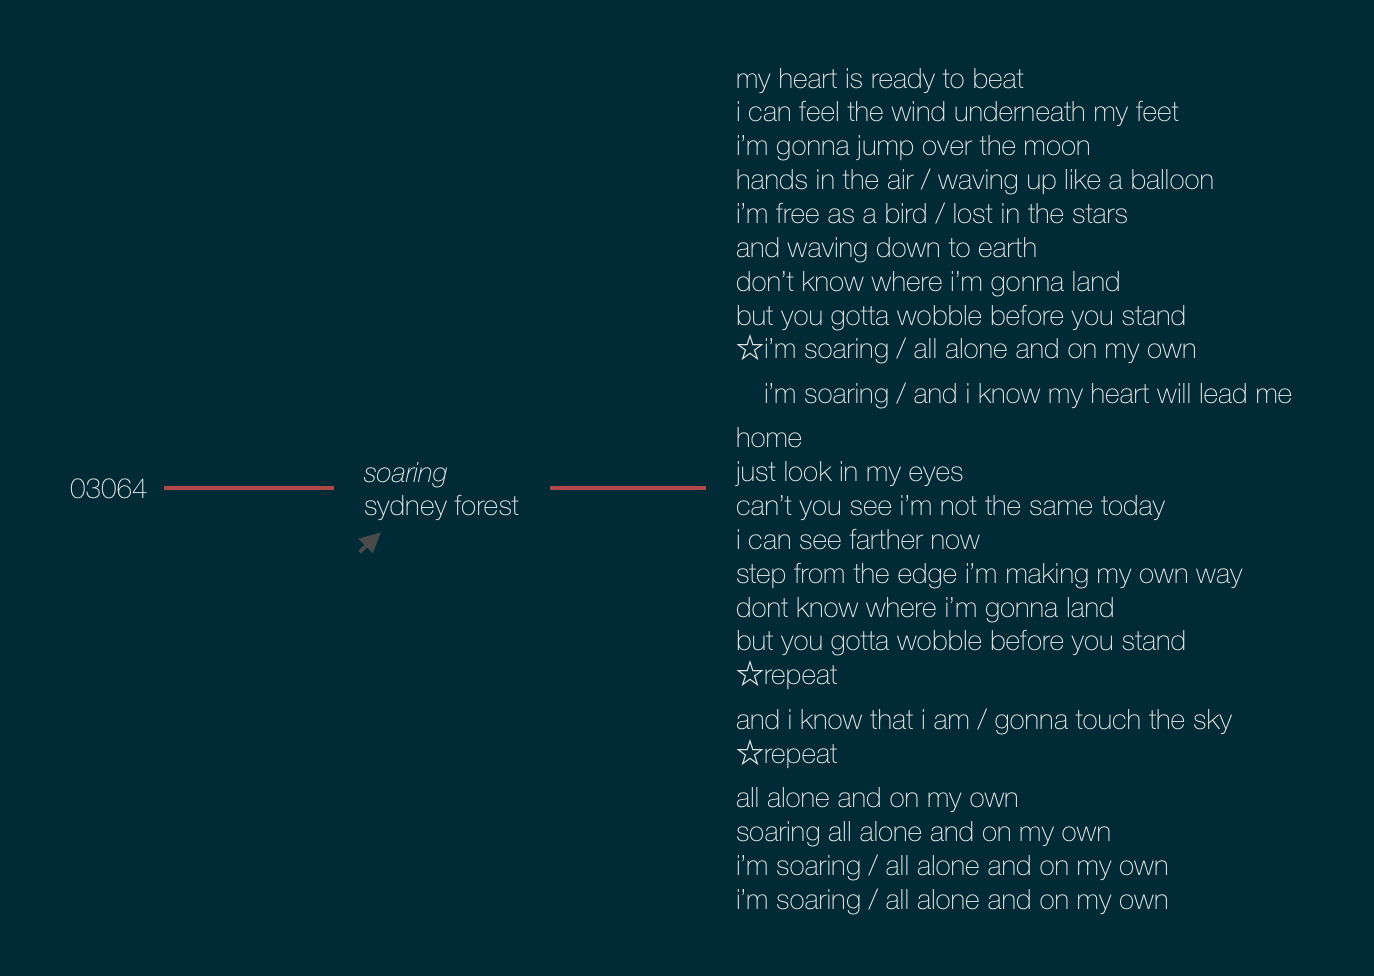 03064
soaring
sydney forest
my heart is ready to beat
i can feel the wind underneath my feet
i'm gonna jump over the moon
hands in the air / waving up like a balloon
i'm free as a bird / lost in the stars
and waving down to earth
don't know where i'm gonna land
but you gotta wobble before you stand
☆i'm soaring / all alone and on my own
i'm soaring / and i know my heart will lead me
home
just look in my eyes
can't you see i'm not the same today
i can see farther now
step from the edge i'm making my own way
dont know where i'm gonna land
but you gotta wobble before you stand
☆repeat
and i know that i am / gonna touch the sky
☆repeat
all alone and on my own
soaring all alone and on my own
i'm soaring / all alone and on my own
i'm soaring / all alone and on my own